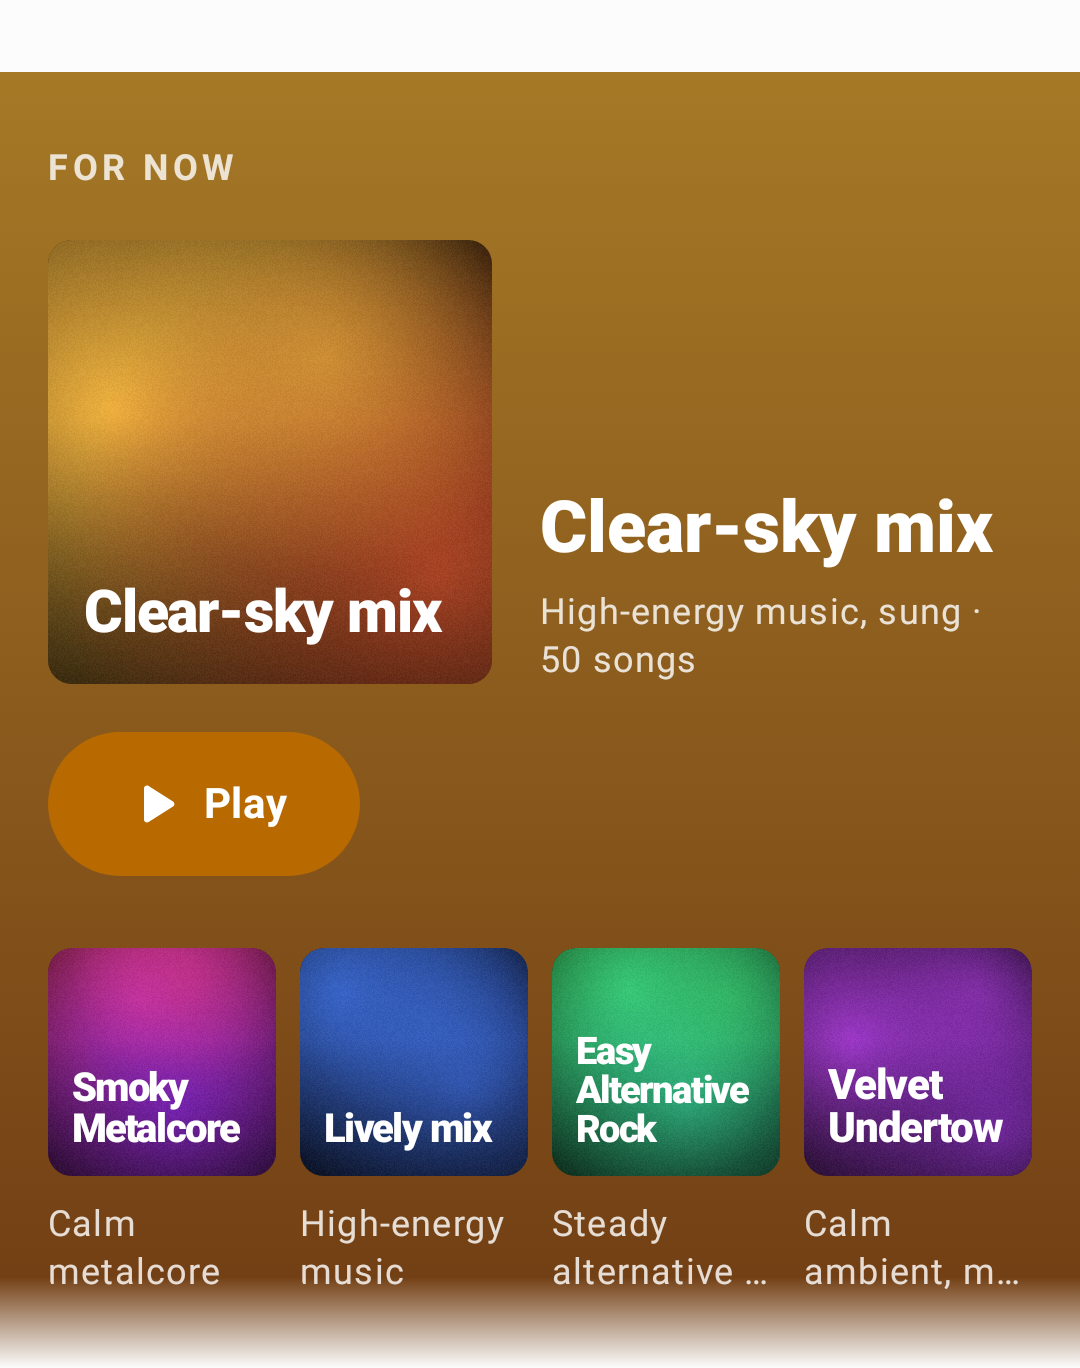 FOR NOW
Clear-sky mix
Clear-sky mix
High-energy music, sung ·
50 songs
Play
Smoky
Metalcore
Lively mix
Easy
Alternative
Rock
Velvet
Undertow
Calm
metalcore
High-energy
music
Steady
alternative ...
Calm
ambient, m...